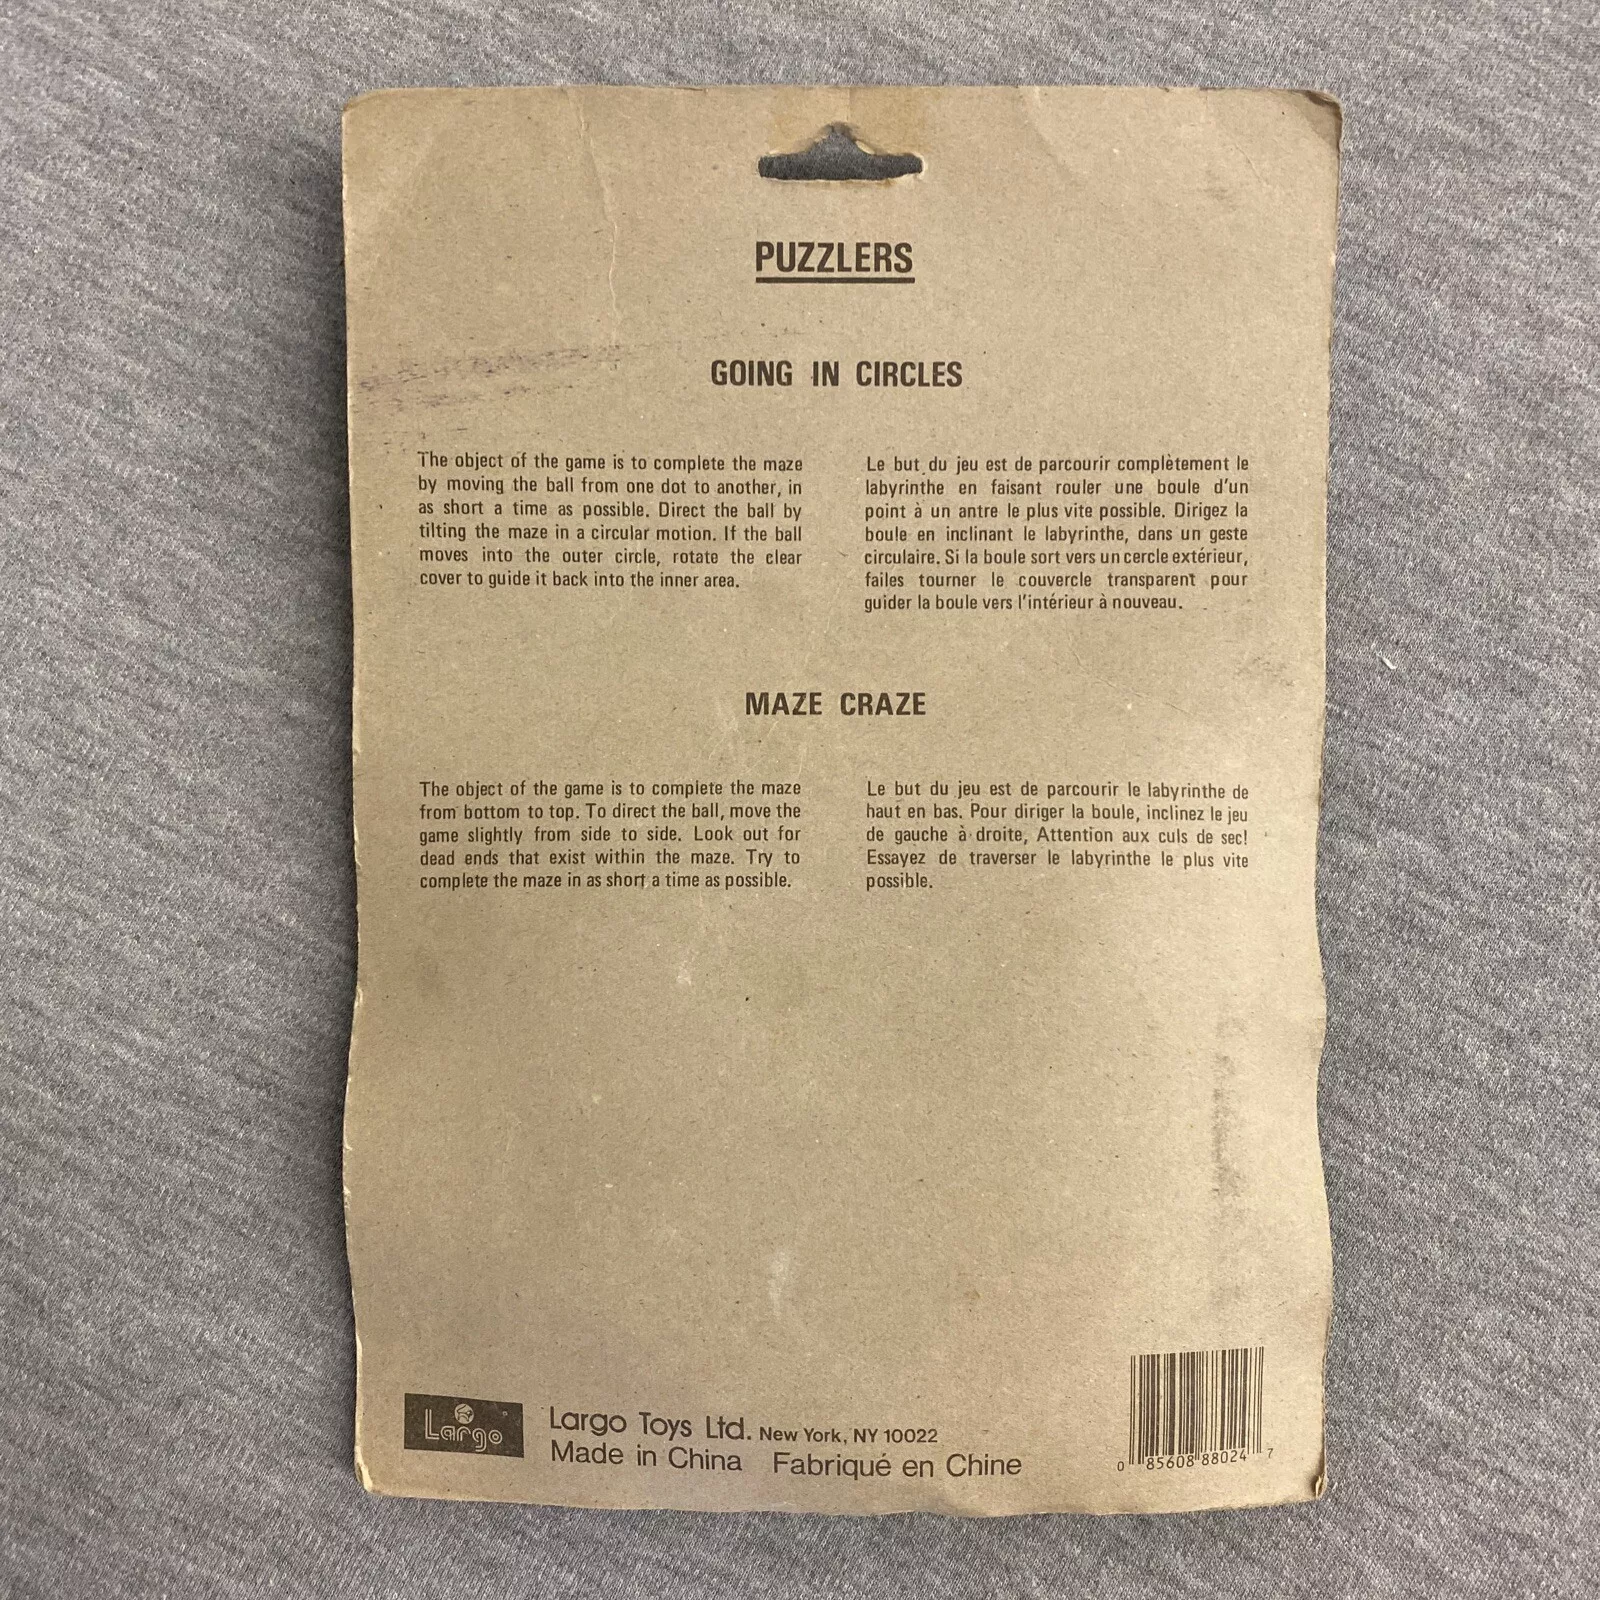 PUZZLERS
GOING IN CIRCLES
The object of the game is to complete the maze
by moving the ball from one dot to another, in
as short a time as possible. Direct the ball by
tilting the maze in a circular motion. If the ball
moves into the outer circle, rotate the clear
cover to guide it back into the inner area.
Le but du jeu est de parcourir complètement le
labyrinthe en faisant rouler une boule d'un
point à un antre le plus vite possible. Dirigez la
boule en inclinant le labyrinthe, dans un geste
circulaire. Si la boule sort vers un cercle extérieur,
failes tourner le couvercle transparent pour
guider la boule vers l'intérieur à nouveau.
MAZE CRAZE
The object of the game is to complete the maze
from bottom to top. To direct the ball, move the
game slightly from side to side. Look out for
dead ends that exist within the maze. Try to
complete the maze in as short a time as possible.
Le but du jeu est de parcourir le labyrinthe de
haut en bas. Pour diriger la boule, inclinez le jeu
de gauche à droite, Attention aux culs de sec!
Essayez de traverser le labyrinthe le plus vite
possible.
Largo
Largo Toys Ltd. New York, NY 10022
Made in China Fabriqué en Chine
0 85608 88024 7